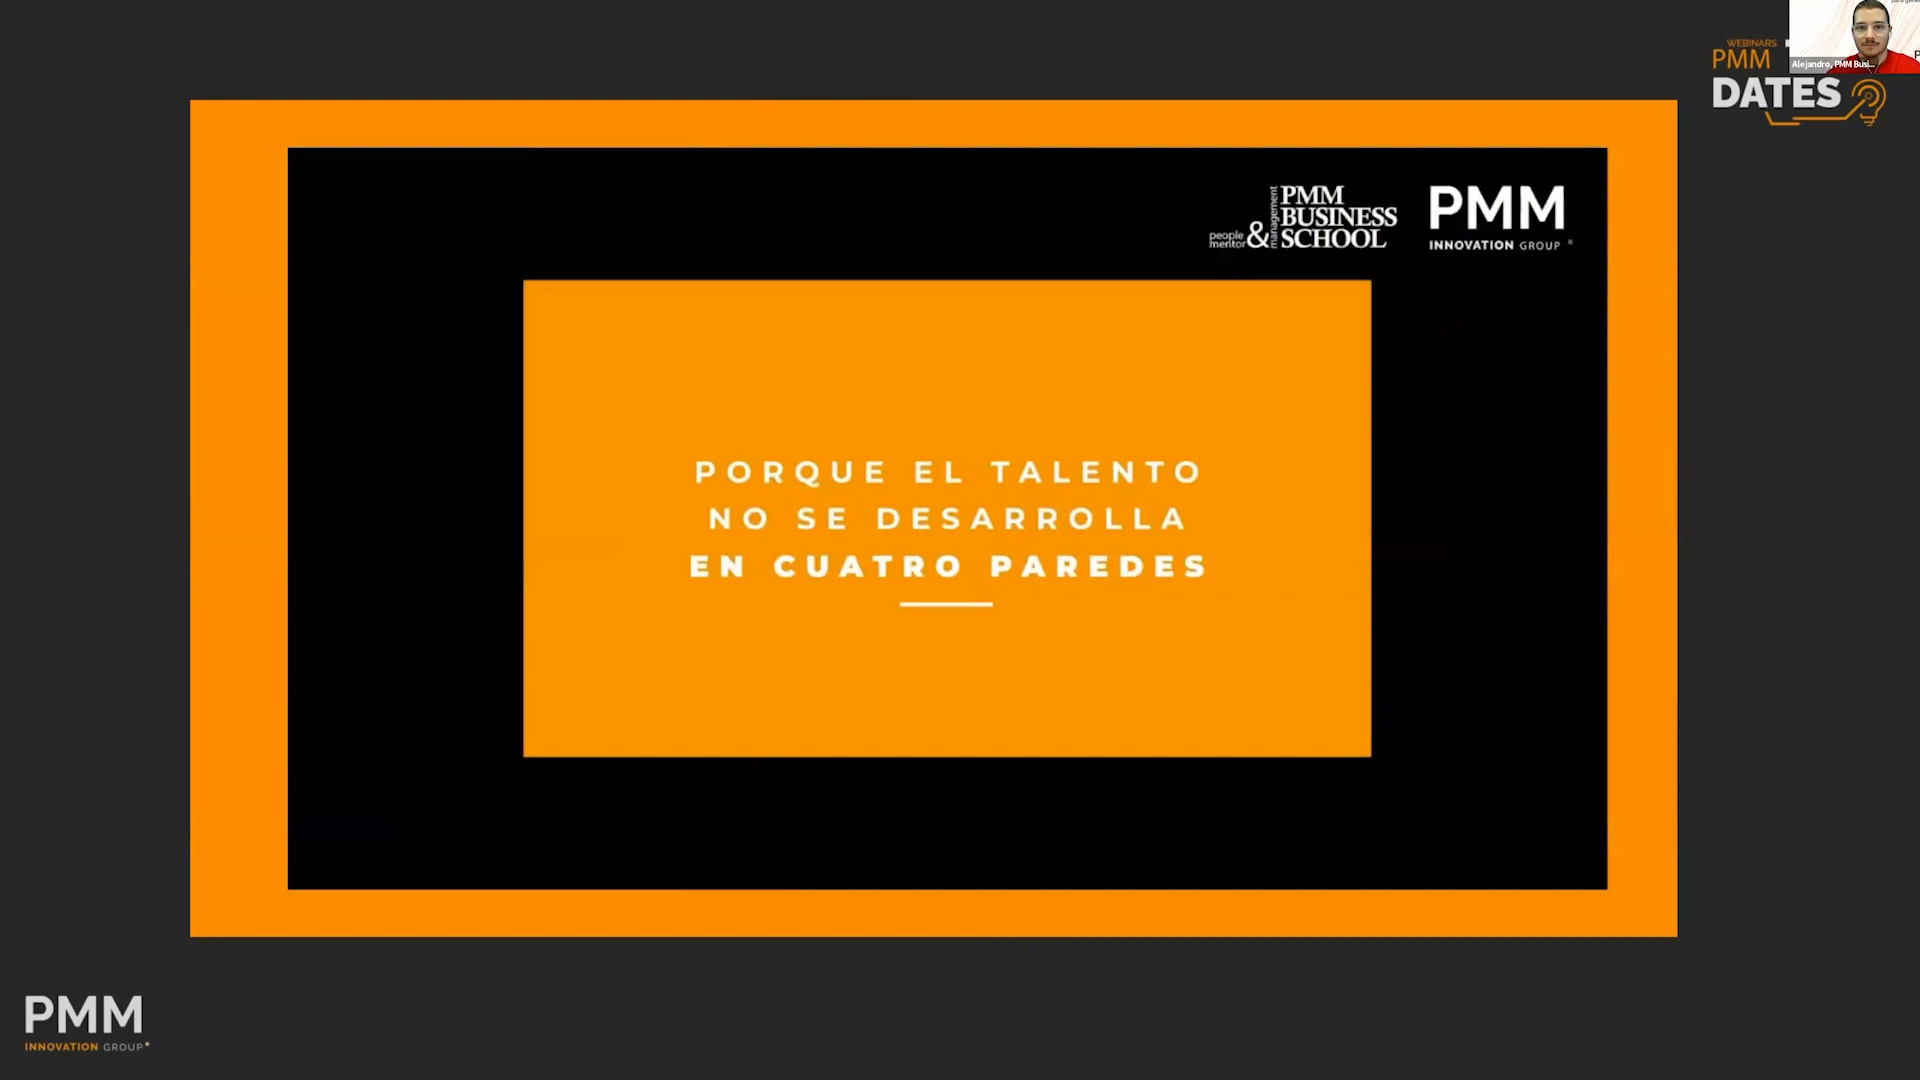 WEBINARS
PMM
DATES
Alejandro, PMM Busi...
people
mentor
&
management
PMM
BUSINESS
SCHOOL
PMM
INNOVATION GROUP
PORQUE EL TALENTO
NO SE DESARROLLA
EN CUATRO PAREDES
PMM
INNOVATION GROUP